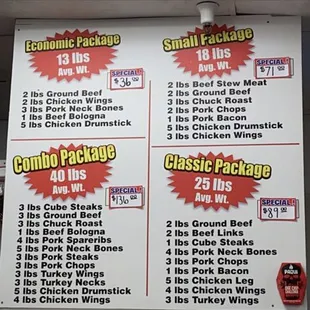 Economic Package
13 lbs
Avg. Wt.
SPECIAL
$36.00
2 lbs Ground Beef
2 lbs Chicken Wings
3 lbs Pork Neck Bones
1 lbs Beef Bologna
5 lbs Chicken Drumstick
Small Package
18 lbs
Avg. Wt.
SPECIAL
$71.00
2 lbs Beef Stew Meat
2 lbs Ground Beef
3 lbs Chuck Roast
2 lbs Pork Chops
1 lbs Pork Bacon
5 lbs Chicken Drumstick
3 lbs Chicken Wings
Combo Package
40 lbs
Avg. Wt.
SPECIAL
$136.00
3 lbs Cube Steaks
3 lbs Ground Beef
3 lbs Chuck Roast
1 lbs Beef Bologna
4 lbs Pork Spareribs
5 lbs Pork Neck Bones
3 lbs Pork Steaks
3 lbs Pork Chops
3 lbs Turkey Wings
3 lbs Turkey Necks
5 lbs Chicken Drumstick
4 lbs Chicken Wings
Classic Package
25 lbs
Avg. Wt.
SPECIAL
$89.00
2 lbs Ground Beef
2 lbs Beef Links
1 lbs Cube Steaks
4 lbs Pork Neck Bones
3 lbs Pork Chops
1 lbs Pork Bacon
5 lbs Chicken Leg
4 lbs Chicken Wings
3 lbs Turkey Wings
PAQUI